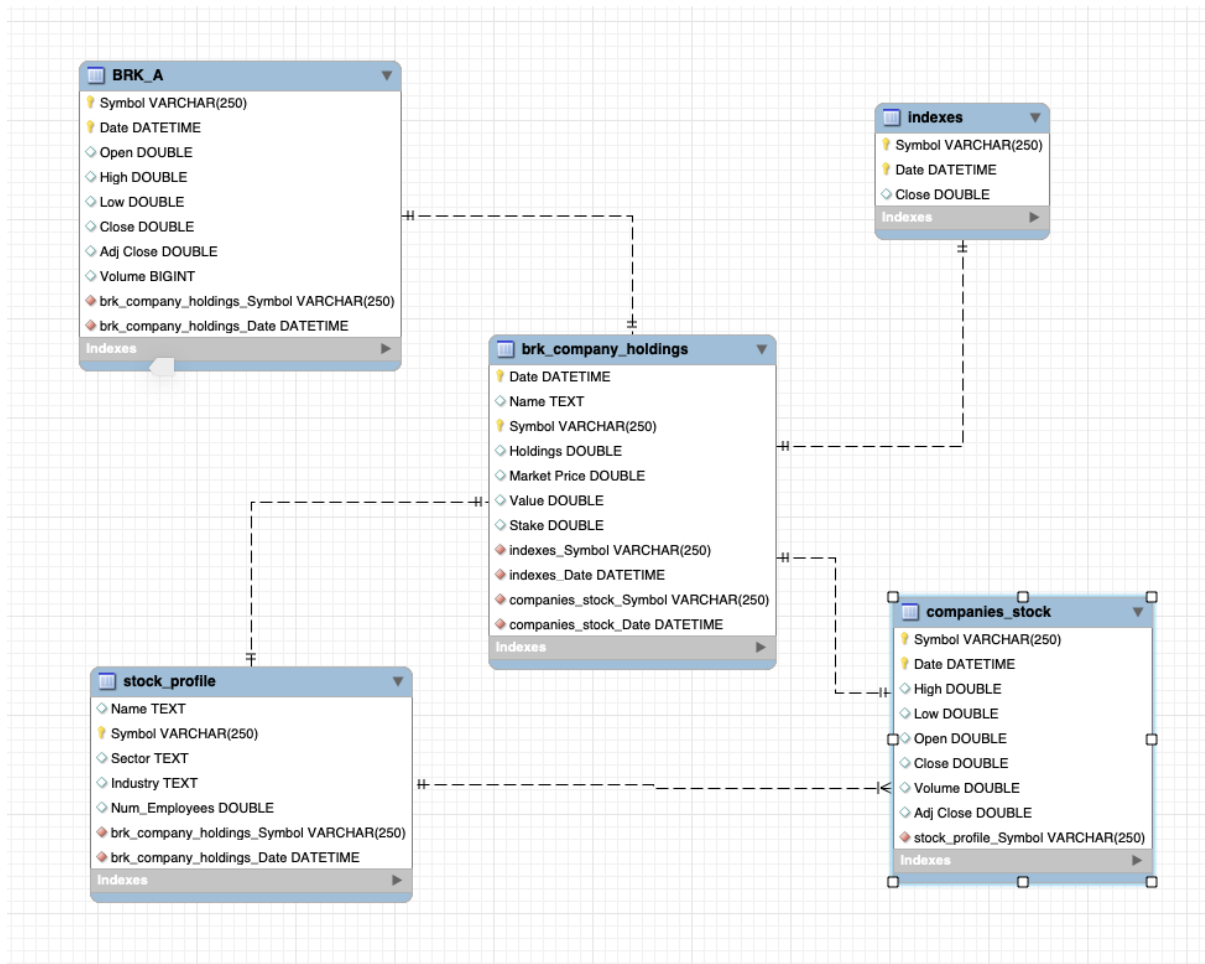 BRK_A
Symbol VARCHAR(250)
Date DATETIME
Open DOUBLE
High DOUBLE
Low DOUBLE
Close DOUBLE
Adj Close DOUBLE
Volume BIGINT
brk_company_holdings_Symbol VARCHAR(250)
brk_company_holdings_Date DATETIME
Indexes
indexes
Symbol VARCHAR(250)
Date DATETIME
Close DOUBLE
Indexes
brk_company_holdings
Date DATETIME
Name TEXT
Symbol VARCHAR(250)
Holdings DOUBLE
Market Price DOUBLE
Value DOUBLE
Stake DOUBLE
indexes_Symbol VARCHAR(250)
indexes_Date DATETIME
companies_stock_Symbol VARCHAR(250)
companies_stock_Date DATETIME
Indexes
stock_profile
Name TEXT
Symbol VARCHAR(250)
Sector TEXT
Industry TEXT
Num_Employees DOUBLE
brk_company_holdings_Symbol VARCHAR(250)
brk_company_holdings_Date DATETIME
Indexes
companies_stock
Symbol VARCHAR(250)
Date DATETIME
High DOUBLE
Low DOUBLE
Open DOUBLE
Close DOUBLE
Volume DOUBLE
Adj Close DOUBLE
stock_profile_Symbol VARCHAR(250)
Indexes